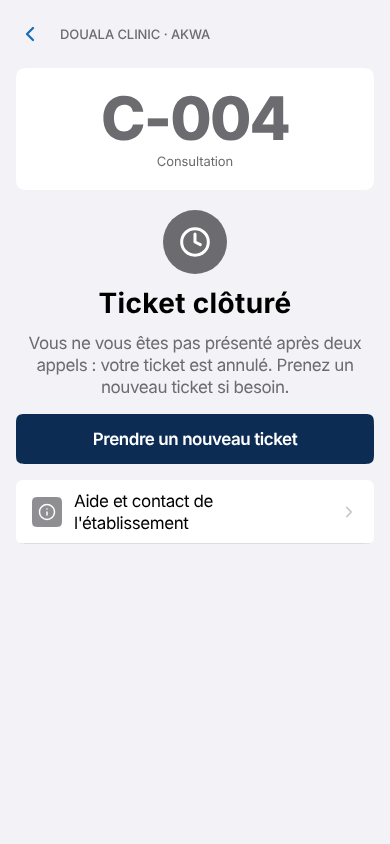 DOUALA CLINIC · AKWA
C-004
Consultation
Ticket clôturé
Vous ne vous êtes pas présenté après deux
appels : votre ticket est annulé. Prenez un
nouveau ticket si besoin.
Prendre un nouveau ticket
Aide et contact de
l'établissement